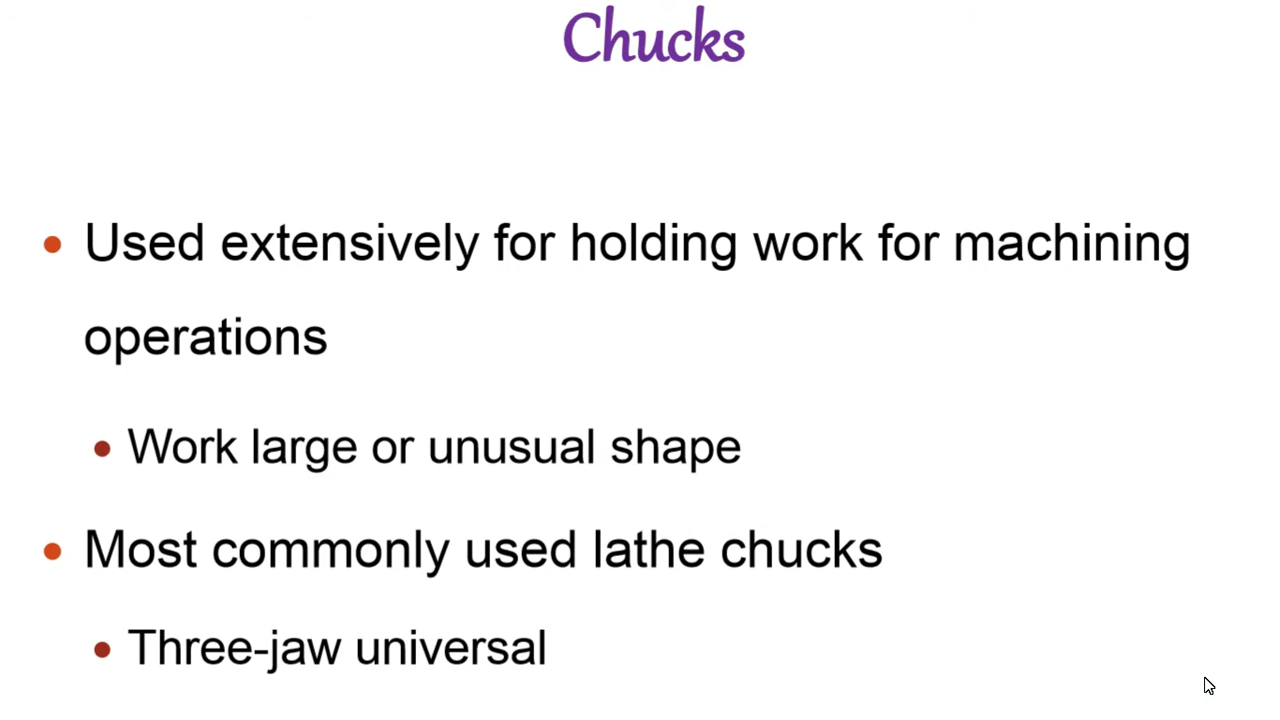 Chucks
• Used extensively for holding work for machining
operations
• Work large or unusual shape
• Most commonly used lathe chucks
• Three-jaw universal